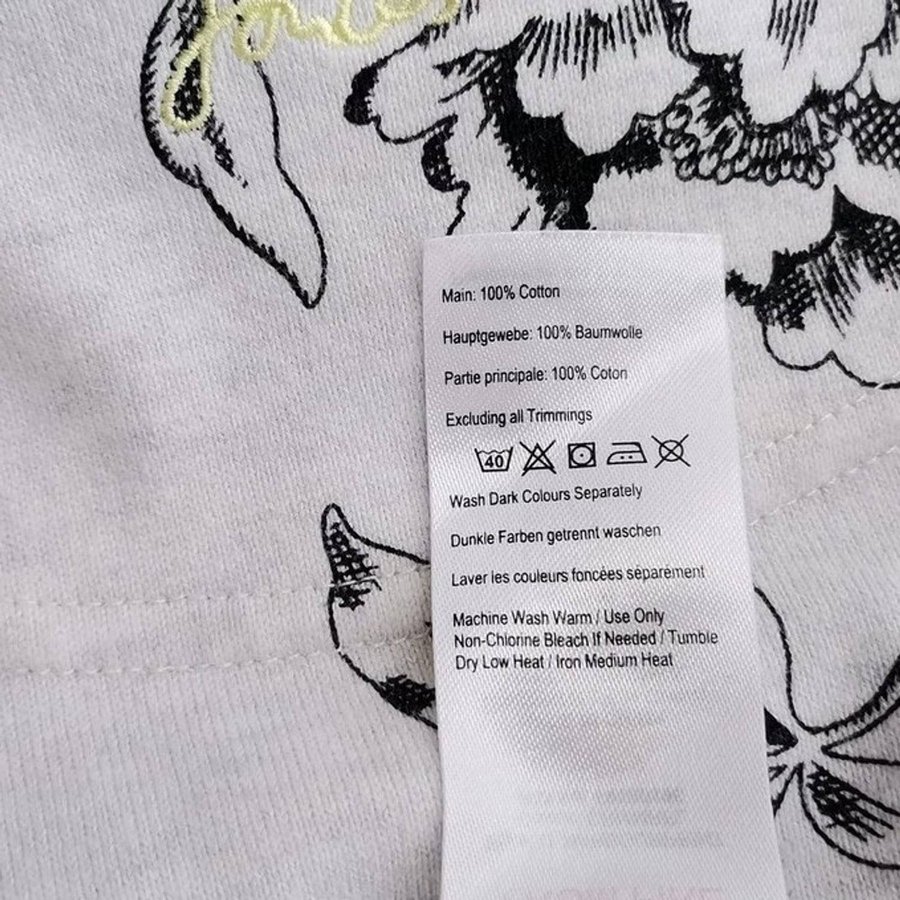 Joules
Main: 100% Cotton
Hauptgewebe: 100% Baumwolle
Partie principale: 100% Coton
Excluding all Trimmings
40
Wash Dark Colours Separately
Dunkle Farben getrennt waschen
Laver les couleurs foncées séparément
Machine Wash Warm / Use Only
Non-Chlorine Bleach If Needed / Tumble
Dry Low Heat / Iron Medium Heat